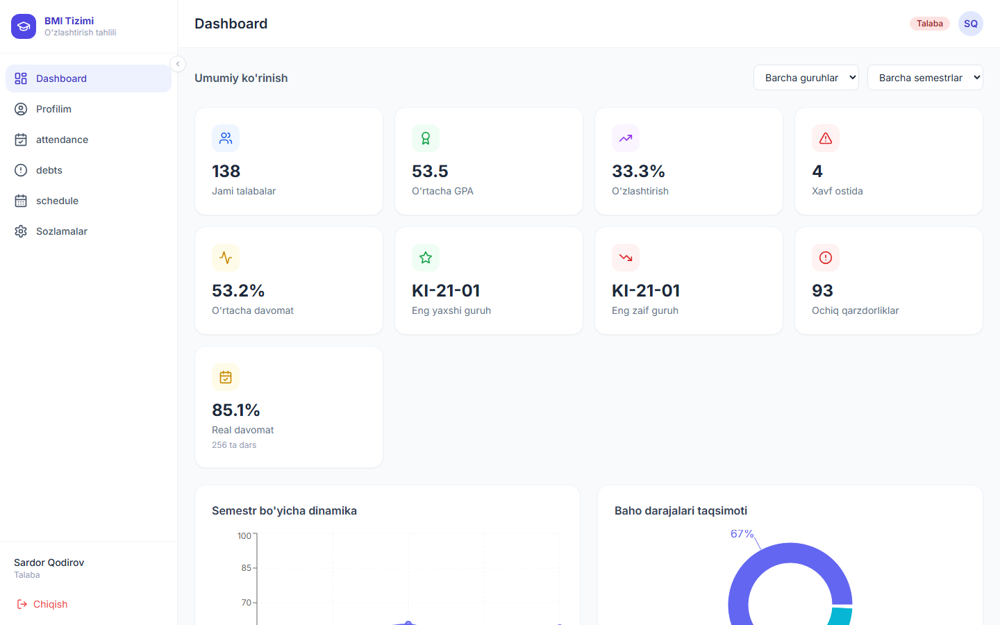 BMI Tizimi
O'zlashtirish tahlili
Dashboard
Profilim
attendance
debts
schedule
Sozlamalar
Sardor Qodirov
Talaba
Chiqish
Dashboard
Talaba
SQ
Umumiy ko'rinish
Barcha guruhlar
Barcha semestrlar
138
Jami talabalar
53.5
O'rtacha GPA
33.3%
O'zlashtirish
4
Xavf ostida
53.2%
O'rtacha davomat
KI-21-01
Eng yaxshi guruh
KI-21-01
Eng zaif guruh
93
Ochiq qarzdorliklar
85.1%
Real davomat
256 ta dars
Semestr bo'yicha dinamika
100
85
70
Baho darajalari taqsimoti
67%